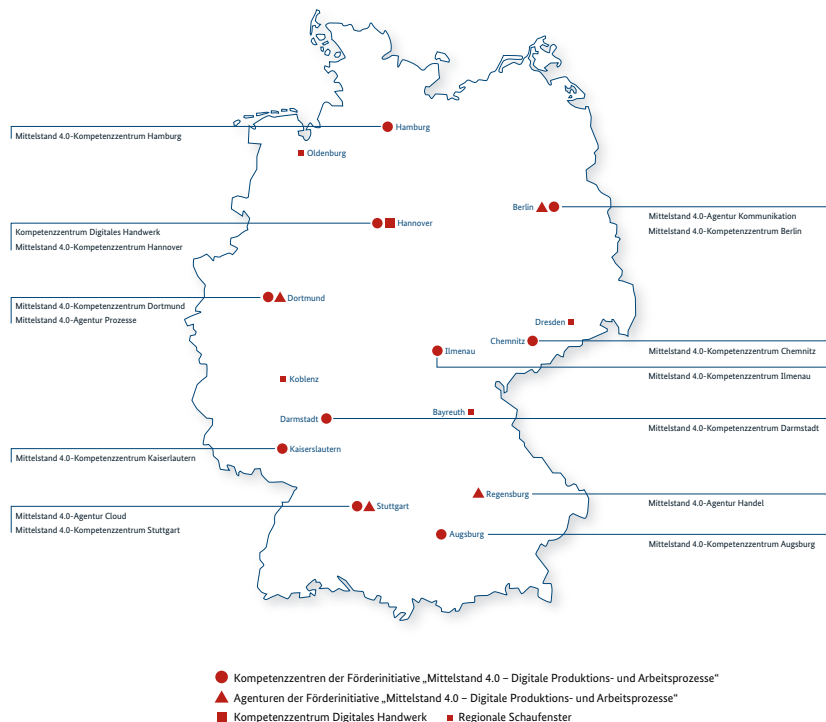 Hamburg
Mittelstand 4.0-Kompetenzzentrum Hamburg
Oldenburg
Berlin
Mittelstand 4.0-Agentur Kommunikation
Mittelstand 4.0-Kompetenzzentrum Berlin
Hannover
Kompetenzzentrum Digitales Handwerk
Mittelstand 4.0-Kompetenzzentrum Hannover
Dortmund
Mittelstand 4.0-Kompetenzzentrum Dortmund
Mittelstand 4.0-Agentur Prozesse
Dresden
Chemnitz
Mittelstand 4.0-Kompetenzzentrum Chemnitz
Ilmenau
Mittelstand 4.0-Kompetenzzentrum Ilmenau
Koblenz
Bayreuth
Darmstadt
Mittelstand 4.0-Kompetenzzentrum Darmstadt
Kaiserslautern
Mittelstand 4.0-Kompetenzzentrum Kaiserlautern
Regensburg
Mittelstand 4.0-Agentur Handel
Stuttgart
Mittelstand 4.0-Agentur Cloud
Mittelstand 4.0-Kompetenzzentrum Stuttgart
Augsburg
Mittelstand 4.0-Kompetenzzentrum Augsburg
Kompetenzzentren der Förderinitiative „Mittelstand 4.0 – Digitale Produktions- und Arbeitsprozesse“
Agenturen der Förderinitiative „Mittelstand 4.0 – Digitale Produktions- und Arbeitsprozesse“
Kompetenzzentrum Digitales Handwerk Regionale Schaufenster